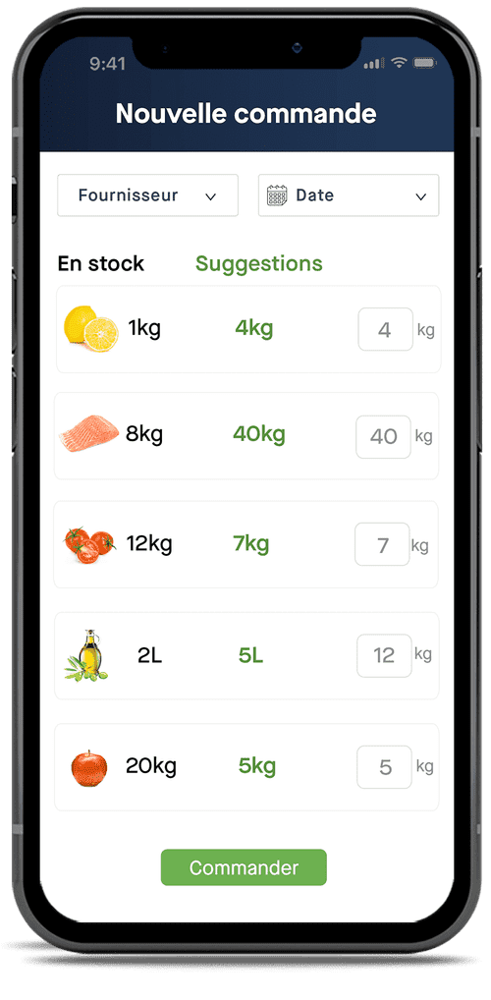 9:41
Nouvelle commande
Fournisseur Date
En stock Suggestions
1kg 4kg 4 kg
8kg 40kg 40 kg
12kg 7kg 7 kg
2L 5L 12 kg
20kg 5kg 5 kg
Commander